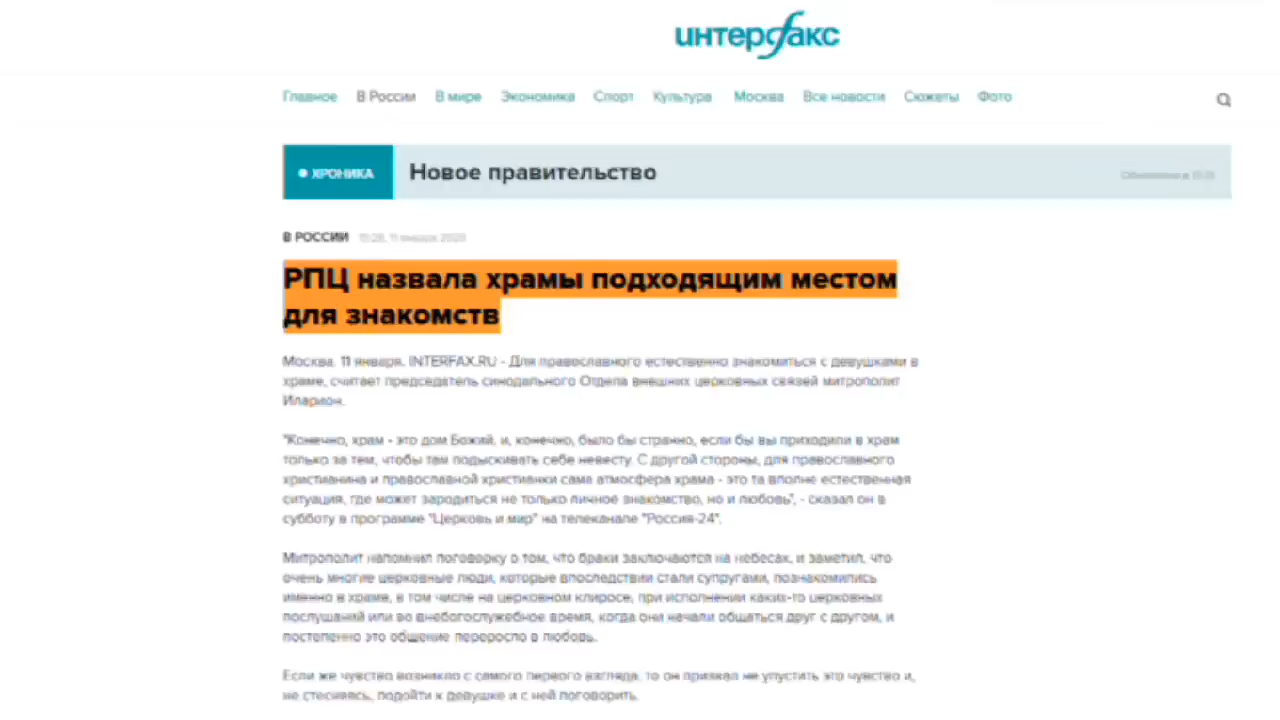 интерфакс
Главное В России В мире Экономика Спорт Культура Москва Все новости Сюжеты Фото
ХРОНИКА Новое правительство
В РОССИИ 11 января 2020
РПЦ назвала храмы подходящим местом
для знакомств
Москва. 11 января. INTERFAX.RU - Для православного естественно знакомиться с девушками в
храме, считает председатель синодального Отдела внешних церковных связей митрополит
Иларион.
"Конечно, храм - это дом Божий, и, конечно, было бы странно, если бы вы приходили в храм
только за тем, чтобы там подыскивать себе невесту. С другой стороны, для православного
христианина и православной христианки сама атмосфера храма - это та вполне естественная
ситуация, где может зародиться не только личное знакомство, но и любовь", - сказал он в
субботу в программе "Церковь и мир" на телеканале "Россия-24".
Митрополит напомнил поговорку о том, что браки заключаются на небесах, и заметил, что
очень многие церковные люди, которые впоследствии стали супругами, познакомились
именно в храме, в том числе на церковном клиросе, при исполнении каких-то церковных
послушаний или во внебогослужебное время, когда они начали общаться друг с другом, и
постепенно это общение переросло в любовь.
Если же чувство возникло с самого первого взгляда, то он призвал не упустить это чувство и,
не стесняясь, подойти к девушке и с ней поговорить.